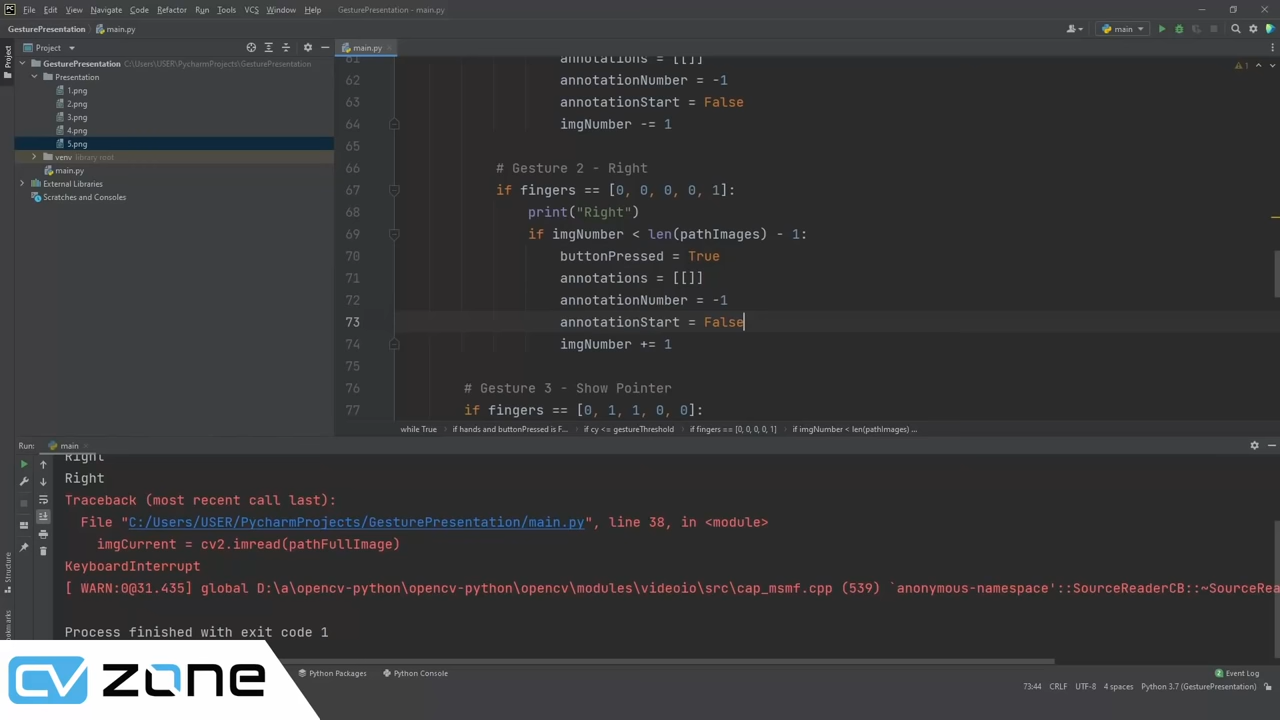 File Edit View Navigate Code Refactor Run Tools VCS Window Help GesturePresentation - main.py
GesturePresentation main.py main
Project main.py
GesturePresentation C:\Users\USER\PycharmProjects\GesturePresentation
Presentation
1.png
2.png
3.png
4.png
5.png
venv library root
main.py
External Libraries
Scratches and Consoles
Project
Structure
1
61 annotations = [[]]
62 annotationNumber = -1
63 annotationStart = False
64 imgNumber -= 1
65
66 # Gesture 2 - Right
67 if fingers == [0, 0, 0, 0, 1]:
68 print("Right")
69 if imgNumber < len(pathImages) - 1:
70 buttonPressed = True
71 annotations = [[]]
72 annotationNumber = -1
73 annotationStart = False
74 imgNumber += 1
75
76 # Gesture 3 - Show Pointer
77 if fingers == [0, 1, 1, 0, 0]:
while True if hands and buttonPressed is F... if cy <= gestureThreshold if fingers == [0, 0, 0, 0, 1] if imgNumber < len(pathImages) ...
Run: main
Right
Right
Traceback (most recent call last):
File "C:/Users/USER/PycharmProjects/GesturePresentation/main.py", line 38, in <module>
imgCurrent = cv2.imread(pathFullImage)
KeyboardInterrupt
[ WARN:0@31.435] global D:\a\opencv-python\opencv-python\opencv\modules\videoio\src\cap_msmf.cpp (539) `anonymous-namespace'::SourceReaderCB::~SourceRea
Process finished with exit code 1
Python Packages Python Console 2 Event Log
73:44 CRLF UTF-8 4 spaces Python 3.7 (GesturePresentation)
CV ZONE